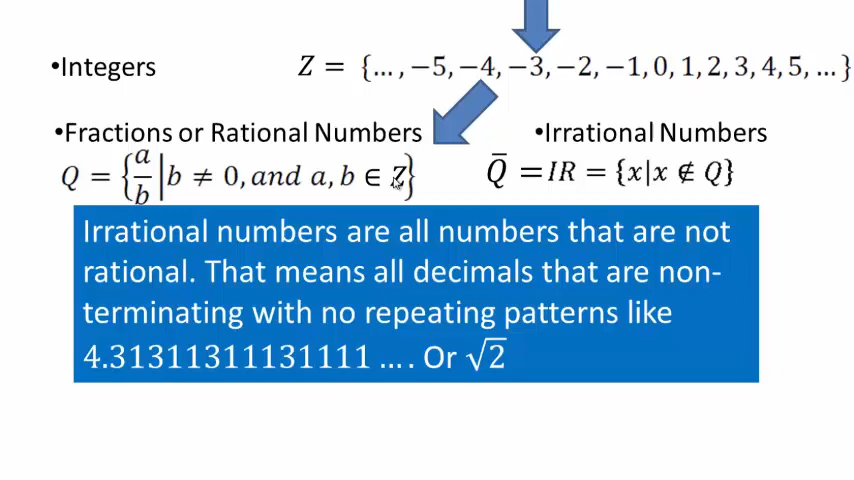 •Integers Z = {… , −5, −4, −3, −2, −1, 0, 1, 2, 3, 4, 5, … }
•Fractions or Rational Numbers •Irrational Numbers
Q = {a/b | b ≠ 0, and a, b ∈ Z} Q̄ = IR = {x|x ∉ Q}
Irrational numbers are all numbers that are not
rational. That means all decimals that are non-
terminating with no repeating patterns like
4.31311311131111 … . Or √2